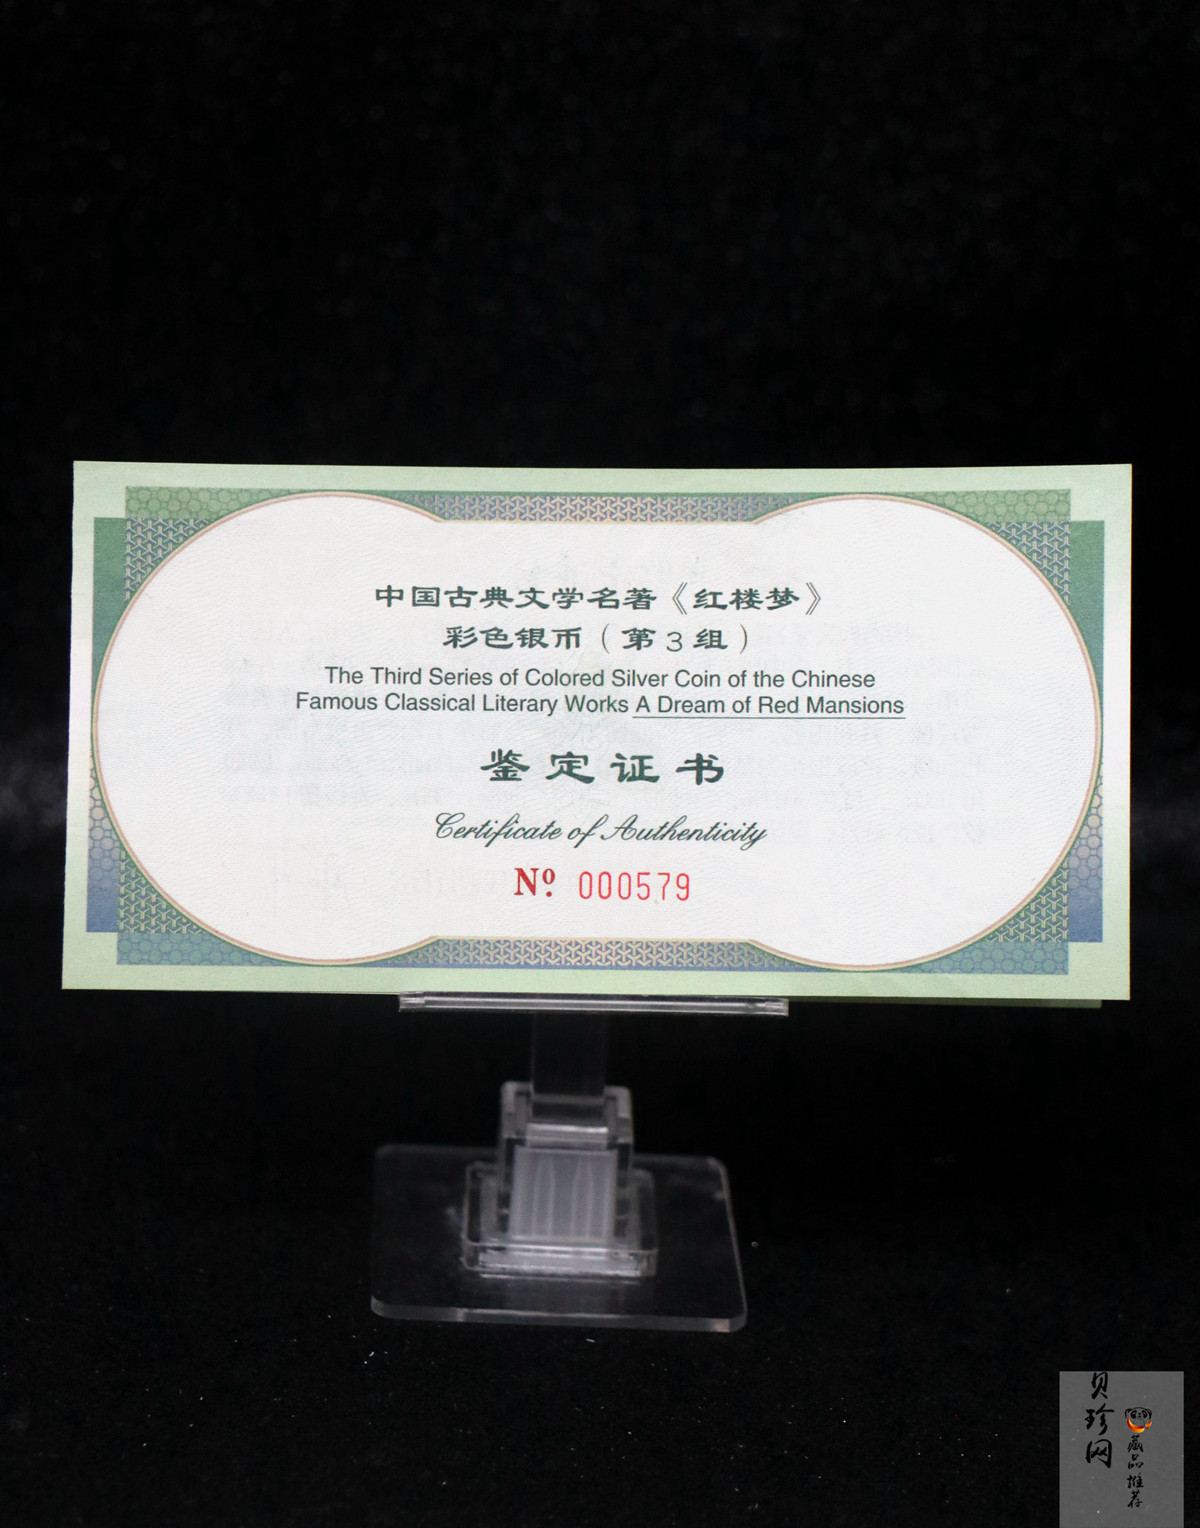 中国古典文学名著《红楼梦》
彩色银币（第3组）
The Third Series of Colored Silver Coin of the Chinese
Famous Classical Literary Works A Dream of Red Mansions
鉴定证书
Certificate of Authenticity
Nº 000579
贝珍网
藏品推荐